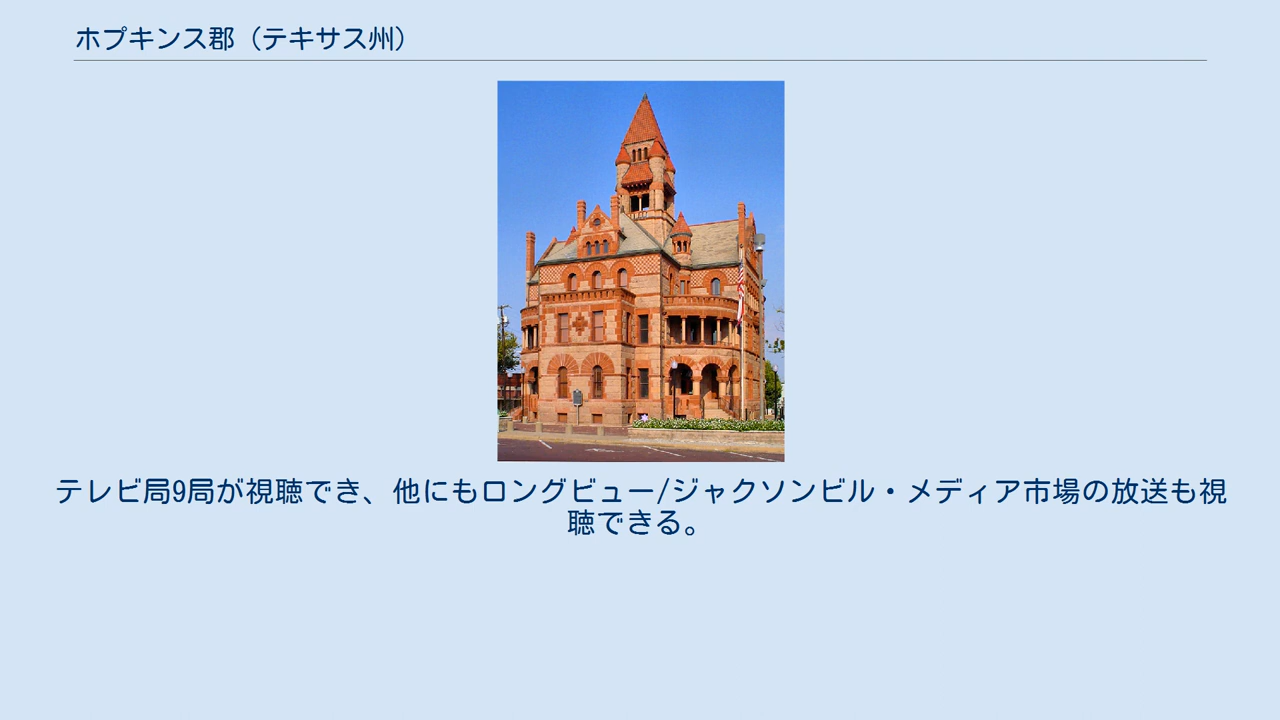 ホプキンス郡（テキサス州）
テレビ局9局が視聴でき、他にもロングビュー/ジャクソンビル・メディア市場の放送も視
聴できる。